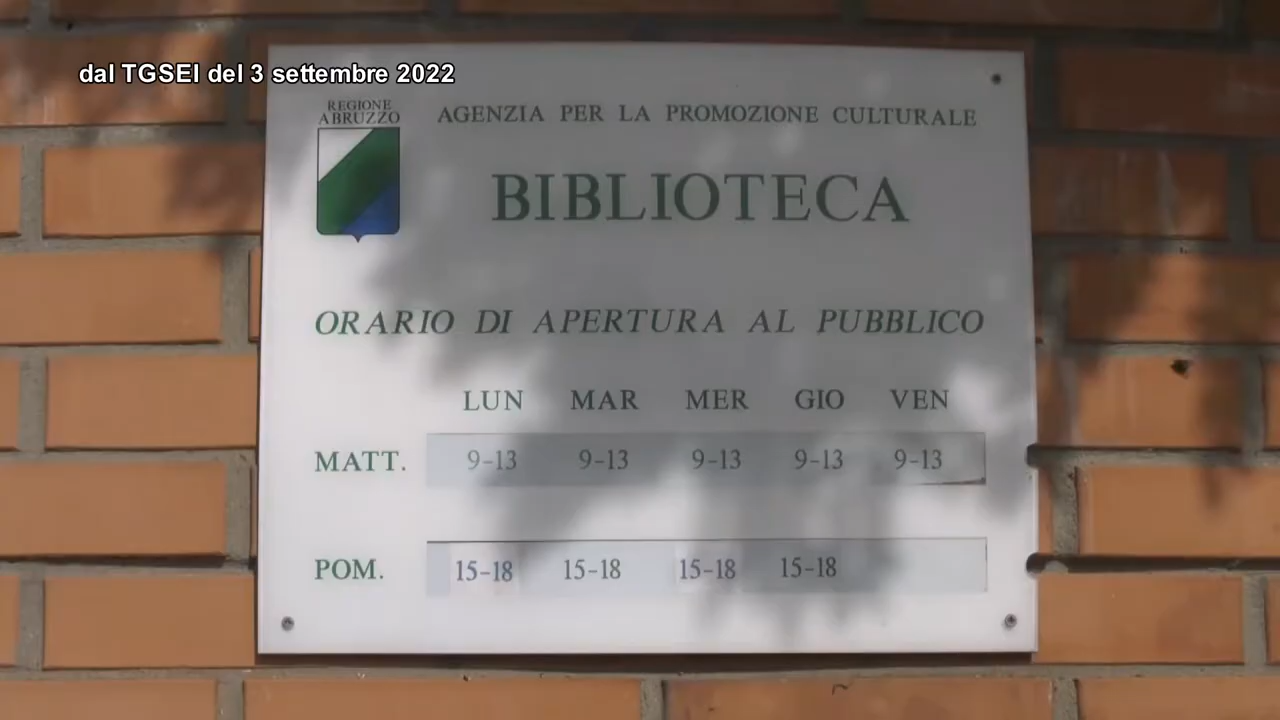 dal TGSEI del 3 settembre 2022
REGIONE
ABRUZZO
AGENZIA PER LA PROMOZIONE CULTURALE
BIBLIOTECA
ORARIO DI APERTURA AL PUBBLICO
LUN MAR MER GIO VEN
MATT. 9-13 9-13 9-13 9-13 9-13
POM. 15-18 15-18 15-18 15-18